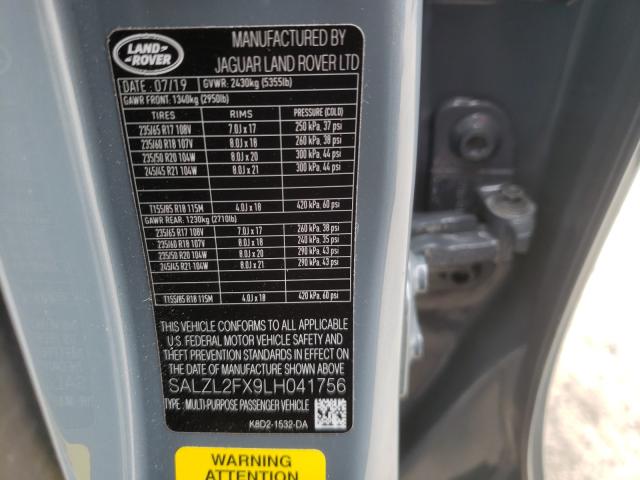 LAND
ROVER
MANUFACTURED BY
JAGUAR LAND ROVER LTD
DATE : 07/19 GVWR: 2430kg (5355lb)
GAWR FRONT: 1340kg (2950lb)
TIRES RIMS PRESSURE (COLD)
235/65 R17 108V 7.0J x 17 250 kPa, 37 psi
235/60 R18 107V 8.0J x 18 260 kPa, 38 psi
235/50 R20 104W 8.0J x 20 300 kPa, 44 psi
245/45 R21 104W 8.0J x 21 300 kPa, 44 psi
T155/85 R18 115M 4.0J x 18 420 kPa, 60 psi
GAWR REAR: 1230kg (2710lb)
235/65 R17 108V 7.0J x 17 260 kPa, 38 psi
235/60 R18 107V 8.0J x 18 240 kPa, 35 psi
235/50 R20 104W 8.0J x 20 290 kPa, 43 psi
245/45 R21 104W 8.0J x 21 290 kPa, 43 psi
T155/85 R18 115M 4.0J x 18 420 kPa, 60 psi
THIS VEHICLE CONFORMS TO ALL APPLICABLE
U.S. FEDERAL MOTOR VEHICLE SAFETY AND
THEFT PREVENTION STANDARDS IN EFFECT ON
THE DATE OF MANUFACTURE SHOWN ABOVE.
SALZL2FX9LH041756
TYPE: MULTI-PURPOSE PASSENGER VEHICLE
K8D2-1532-DA
WARNING
ATTENTION